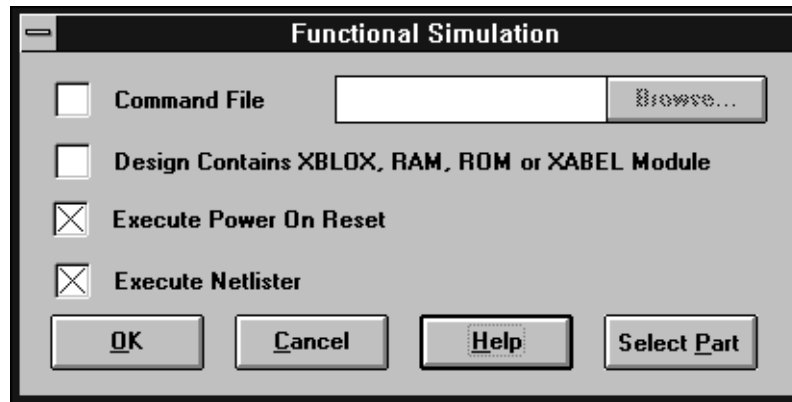 Functional Simulation
Command File Browse...
Design Contains XBLOX, RAM, ROM or XABEL Module
Execute Power On Reset
Execute Netlister
OK Cancel Help Select Part